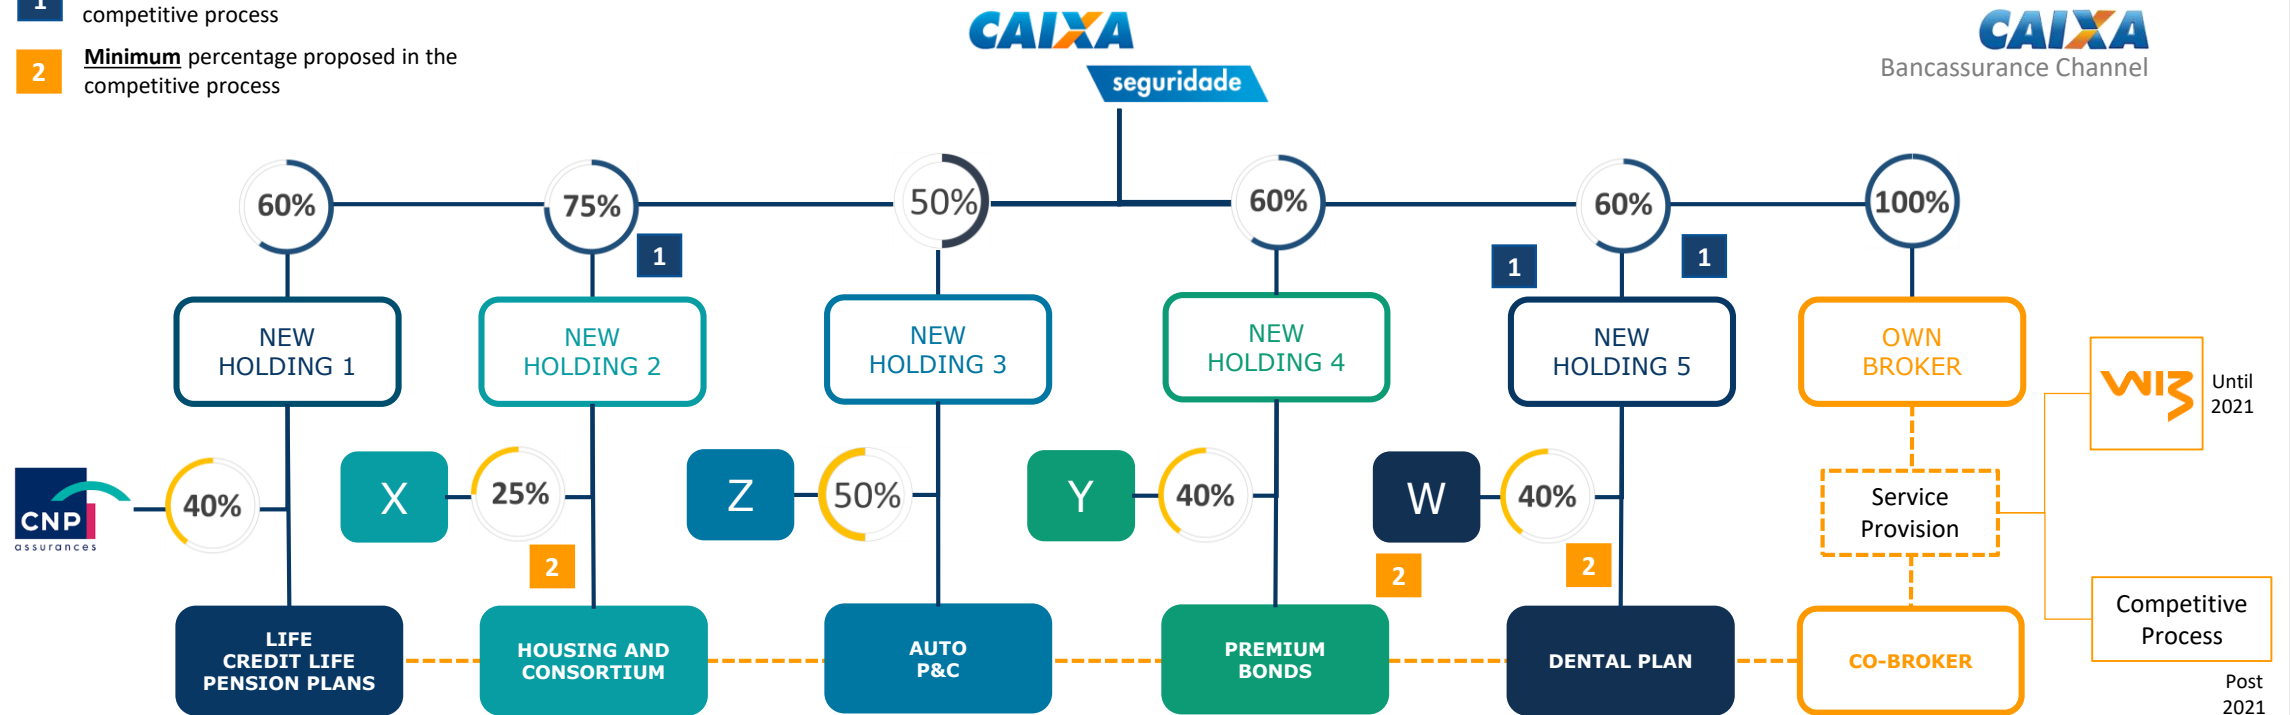 1
competitive process
2
Minimum percentage proposed in the
competitive process
CAIXA
seguridade
CAIXA
Bancassurance Channel
60%
75%
50%
60%
60%
100%
1
1
1
NEW
HOLDING 1
NEW
HOLDING 2
NEW
HOLDING 3
NEW
HOLDING 4
NEW
HOLDING 5
OWN
BROKER
WIZ
Until
2021
CNP
assurances
40%
X
25%
Z
50%
Y
40%
W
40%
Service
Provision
2
2
2
Competitive
Process
Post
2021
LIFE
CREDIT LIFE
PENSION PLANS
HOUSING AND
CONSORTIUM
AUTO
P&C
PREMIUM
BONDS
DENTAL PLAN
CO-BROKER